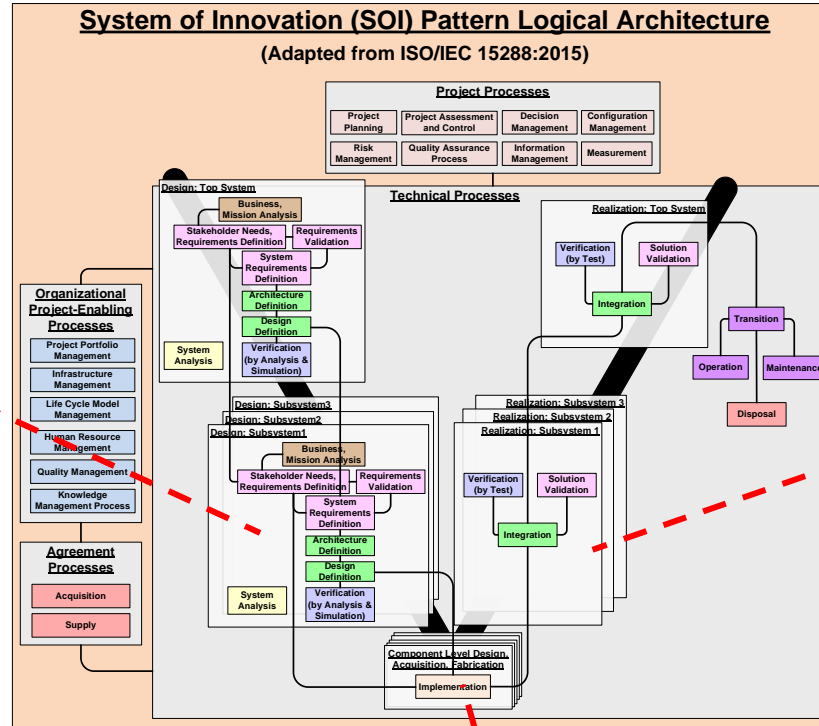 System of Innovation (SOI) Pattern Logical Architecture
(Adapted from ISO/IEC 15288:2015)
Project Processes
Project
Planning
Project Assessment
and Control
Decision
Management
Configuration
Management
Risk
Management
Quality Assurance
Process
Information
Management
Measurement
Technical Processes
Design: Top System
Business,
Mission Analysis
Stakeholder Needs,
Requirements Definition
Requirements
Validation
System
Requirements
Definition
Architecture
Definition
Design
Definition
System
Analysis
Verification
(by Analysis &
Simulation)
Realization: Top System
Verification
(by Test)
Solution
Validation
Integration
Transition
Operation
Maintenance
Disposal
Organizational
Project-Enabling
Processes
Project Portfolio
Management
Infrastructure
Management
Life Cycle Model
Management
Human Resource
Management
Quality Management
Knowledge
Management Process
Agreement
Processes
Acquisition
Supply
Design: Subsystem3
Design: Subsystem2
Design: Subsystem1
Business,
Mission Analysis
Stakeholder Needs,
Requirements Definition
Requirements
Validation
System
Requirements
Definition
Architecture
Definition
Design
Definition
System
Analysis
Verification
(by Analysis &
Simulation)
Realization: Subsystem 3
Realization: Subsystem 2
Realization: Subsystem 1
Verification
(by Test)
Solution
Validation
Integration
Component Level Design,
Acquisition, Fabrication
Implementation